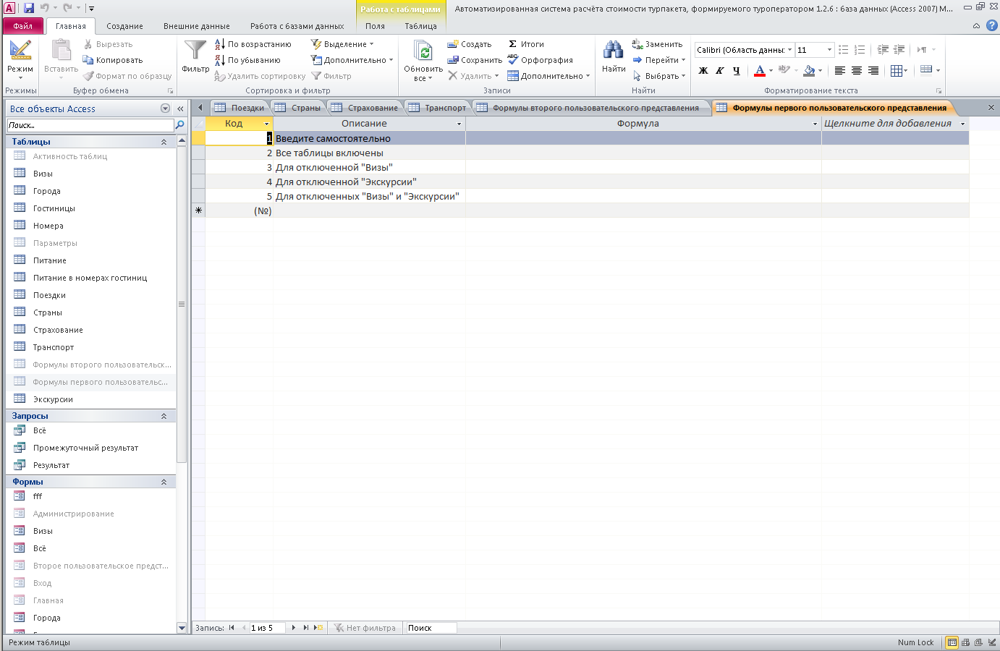 Работа с таблицами
Автоматизированная система расчёта стоимости турпакета, формируемого туроператором 1.2.6 : база данных (Access 2007) M...
Файл
Главная
Создание
Внешние данные
Работа с базами данных
Поля
Таблица
Режим
Режимы
Вставить
Вырезать
Копировать
Формат по образцу
Буфер обмена
Фильтр
По возрастанию
По убыванию
Удалить сортировку
Выделение
Дополнительно
Фильтр
Сортировка и фильтр
Обновить
все
Создать
Сохранить
Удалить
Итоги
Орфография
Дополнительно
Записи
Найти
Заменить
Перейти
Выбрать
Найти
Calibri (Область данны:
11
Ж К Ч
Форматирование текста
Все объекты Access
Поиск...
Таблицы
Активность таблиц
Визы
Города
Гостиницы
Номера
Параметры
Питание
Питание в номерах гостиниц
Поездки
Страны
Страхование
Транспорт
Формулы второго пользовательск...
Формулы первого пользовательс...
Экскурсии
Запросы
Всё
Промежуточный результат
Результат
Формы
fff
Администрирование
Визы
Всё
Второе пользовательское предст...
Вход
Главная
Города
Поездки
Страны
Страхование
Транспорт
Формулы второго пользовательского представления
Формулы первого пользовательского представления
Код Описание Формула Щелкните для добавления
1 Введите самостоятельно
2 Все таблицы включены
3 Для отключенной "Визы"
4 Для отключенной "Экскурсии"
5 Для отключенных "Визы" и "Экскурсии"
(№)
Запись: 1 из 5 Нет фильтра Поиск
Режим таблицы
Num Lock